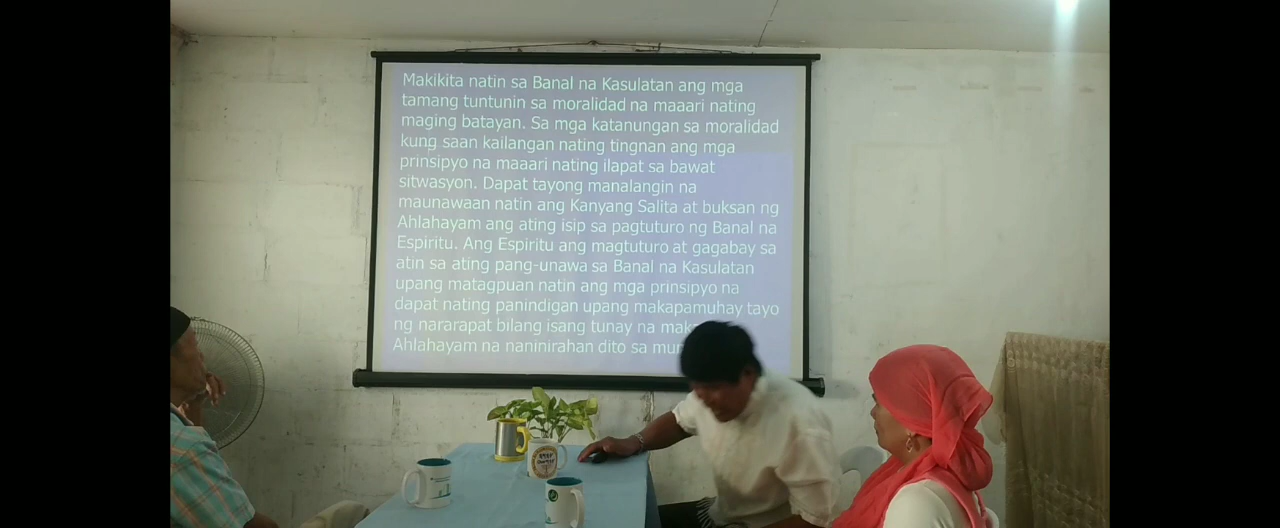 Makikita natin sa Banal na Kasulatan ang mga
tamang tuntunin sa moralidad na maaari nating
maging batayan. Sa mga katanungan sa moralidad
kung saan kailangan nating tingnan ang mga
prinsipyo na maaari nating ilapat sa bawat
sitwasyon. Dapat tayong manalangin na
maunawaan natin ang Kanyang Salita at buksan ng
Ahlahayam ang ating isip sa pagtuturo ng Banal na
Espiritu. Ang Espiritu ang magtuturo at gagabay sa
atin sa ating pang-unawa sa Banal na Kasulatan
upang matagpuan natin ang mga prinsipyo na
dapat nating panindigan upang makapamuhay tayo
ng nararapat bilang isang tunay na
Ahlahayam na naninirahan dito sa